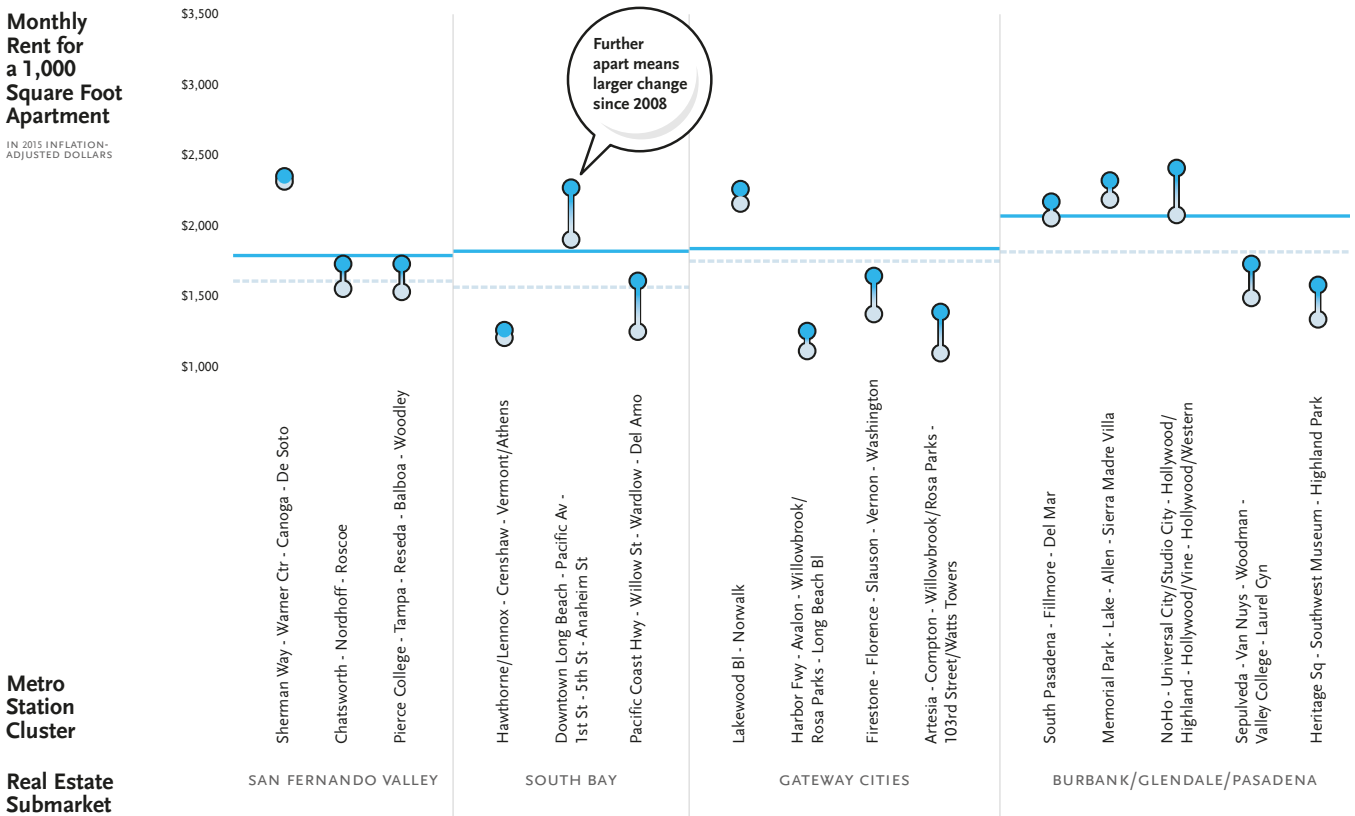 Monthly
Rent for
a 1,000
Square Foot
Apartment
IN 2015 INFLATION-
ADJUSTED DOLLARS
$3,500
$3,000
$2,500
$2,000
$1,500
$1,000
Further
apart means
larger change
since 2008
Metro
Station
Cluster
Sherman Way - Warner Ctr - Canoga - De Soto
Chatsworth - Nordhoff - Roscoe
Pierce College - Tampa - Reseda - Balboa - Woodley
Hawthorne/Lennox - Crenshaw - Vermont/Athens
Downtown Long Beach - Pacific Av -
1st St - 5th St - Anaheim St
Pacific Coast Hwy - Willow St - Wardlow - Del Amo
Lakewood Bl - Norwalk
Harbor Fwy - Avalon - Willowbrook/
Rosa Parks - Long Beach Bl
Firestone - Florence - Slauson - Vernon - Washington
Artesia - Compton - Willowbrook/Rosa Parks -
103rd Street/Watts Towers
South Pasadena - Fillmore - Del Mar
Memorial Park - Lake - Allen - Sierra Madre Villa
NoHo - Universal City/Studio City - Hollywood/
Highland - Hollywood/Vine - Hollywood/Western
Sepulveda - Van Nuys - Woodman -
Valley College - Laurel Cyn
Heritage Sq - Southwest Museum - Highland Park
Real Estate
Submarket
SAN FERNANDO VALLEY
SOUTH BAY
GATEWAY CITIES
BURBANK/GLENDALE/PASADENA